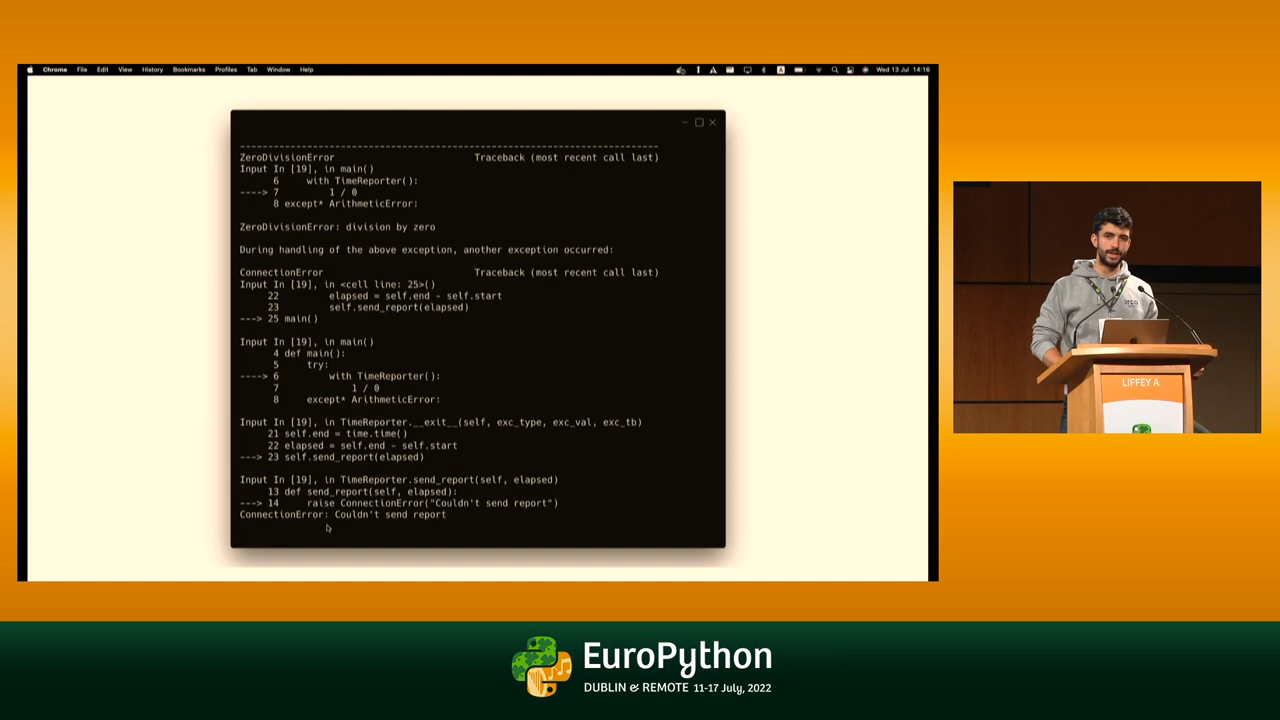 Chrome File Edit View History Bookmarks Profiles Tab Window Help
Wed 13 Jul 14:16
ZeroDivisionError Traceback (most recent call last)
Input In [19], in main()
6 with TimeReporter():
----> 7 1 / 0
8 except* ArithmeticError:
ZeroDivisionError: division by zero
During handling of the above exception, another exception occurred:
ConnectionError Traceback (most recent call last)
Input In [19], in <cell line: 25>()
22 elapsed = self.end - self.start
23 self.send_report(elapsed)
---> 25 main()
Input In [19], in main()
4 def main():
5 try:
----> 6 with TimeReporter():
7 1 / 0
8 except* ArithmeticError:
Input In [19], in TimeReporter.__exit__(self, exc_type, exc_val, exc_tb)
21 self.end = time.time()
22 elapsed = self.end - self.start
---> 23 self.send_report(elapsed)
Input In [19], in TimeReporter.send_report(self, elapsed)
13 def send_report(self, elapsed):
---> 14 raise ConnectionError("Couldn't send report")
ConnectionError: Couldn't send report
LIFFEY A
EuroPython
DUBLIN & REMOTE 11-17 July, 2022